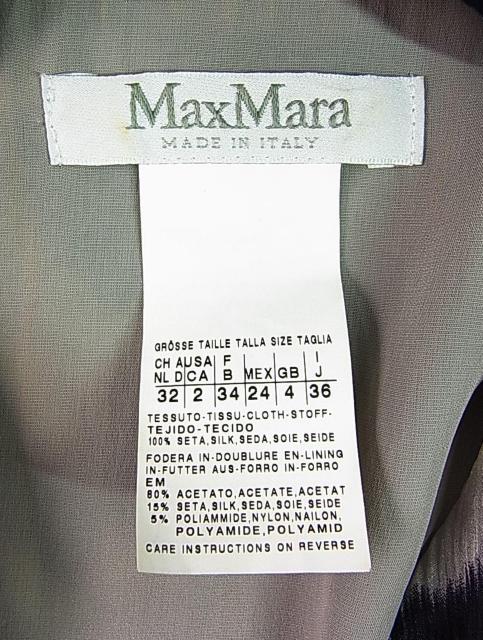 MaxMara
MADE IN ITALY
GRÖSSE TAILLE TALLA SIZE TAGLIA
CH A USA F I
NL D CA B MEX GB J
32 2 34 24 4 36
TESSUTO-TISSU-CLOTH-STOFF-
TEJIDO-TECIDO
100% SETA,SILK,SEDA,SOIE,SEIDE
FODERA IN-DOUBLURE EN-LINING
IN-FUTTER AUS-FORRO IN-FORRO
EM
80% ACETATO,ACETATE,ACETAT
15% SETA,SILK,SEDA,SOIE,SEIDE
5% POLIAMMIDE,NYLON,NAILON,
POLYAMIDE,POLYAMID
CARE INSTRUCTIONS ON REVERSE